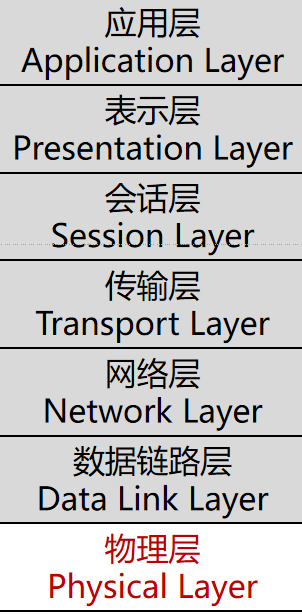 应用层
Application Layer
表示层
Presentation Layer
会话层
Session Layer
传输层
Transport Layer
网络层
Network Layer
数据链路层
Data Link Layer
物理层
Physical Layer